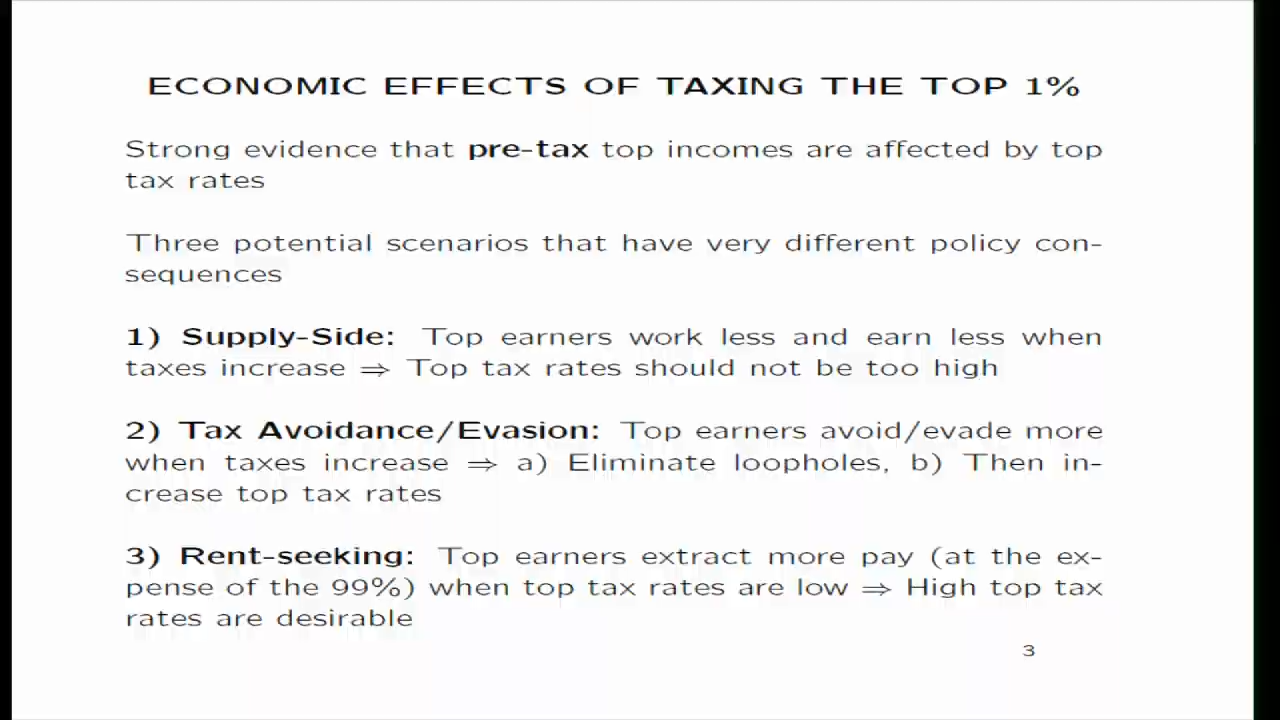 ECONOMIC EFFECTS OF TAXING THE TOP 1%
Strong evidence that pre-tax top incomes are affected by top
tax rates
Three potential scenarios that have very different policy con-
sequences
1) Supply-Side: Top earners work less and earn less when
taxes increase ⇒ Top tax rates should not be too high
2) Tax Avoidance/Evasion: Top earners avoid/evade more
when taxes increase ⇒ a) Eliminate loopholes, b) Then in-
crease top tax rates
3) Rent-seeking: Top earners extract more pay (at the ex-
pense of the 99%) when top tax rates are low ⇒ High top tax
rates are desirable
3